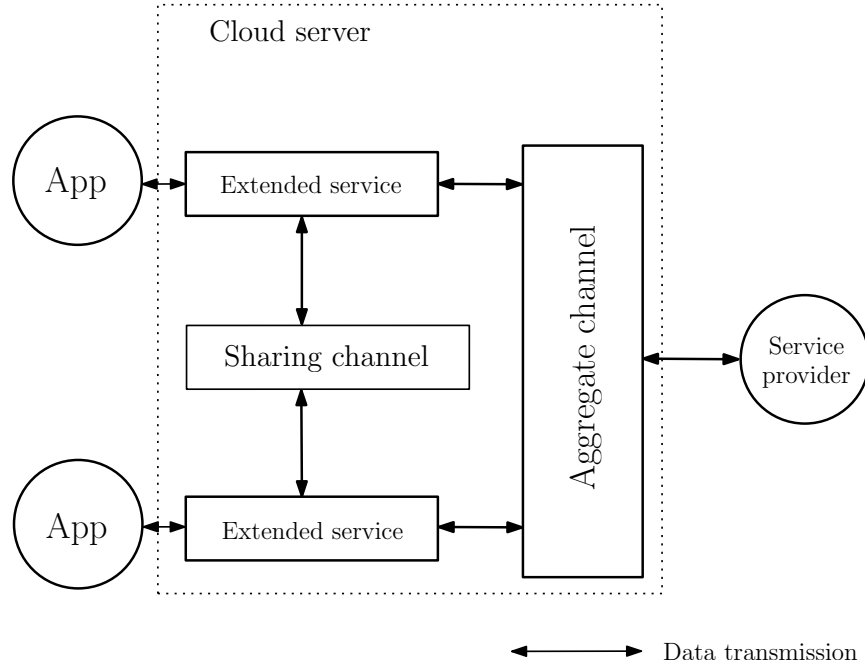 Cloud server
App
Extended service
Sharing channel
Aggregate channel
Service
provider
App
Extended service
Data transmission